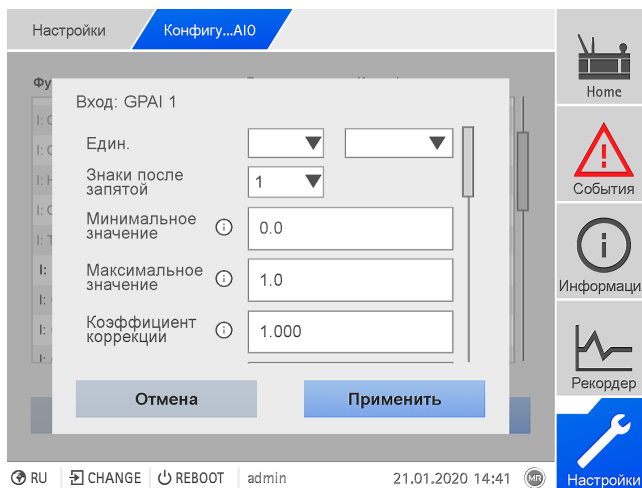 Настройки
Конфигу...AIO
Home
Фу
Вход: GPAI 1
Един.
Знаки после
запятой
1
События
Минимальное
значение
0.0
Максимальное
значение
1.0
Информаци
Коэффициент
коррекции
1.000
Рекордер
Отмена
Применить
RU
CHANGE
REBOOT
admin
21.01.2020 14:41
MR
Настройки